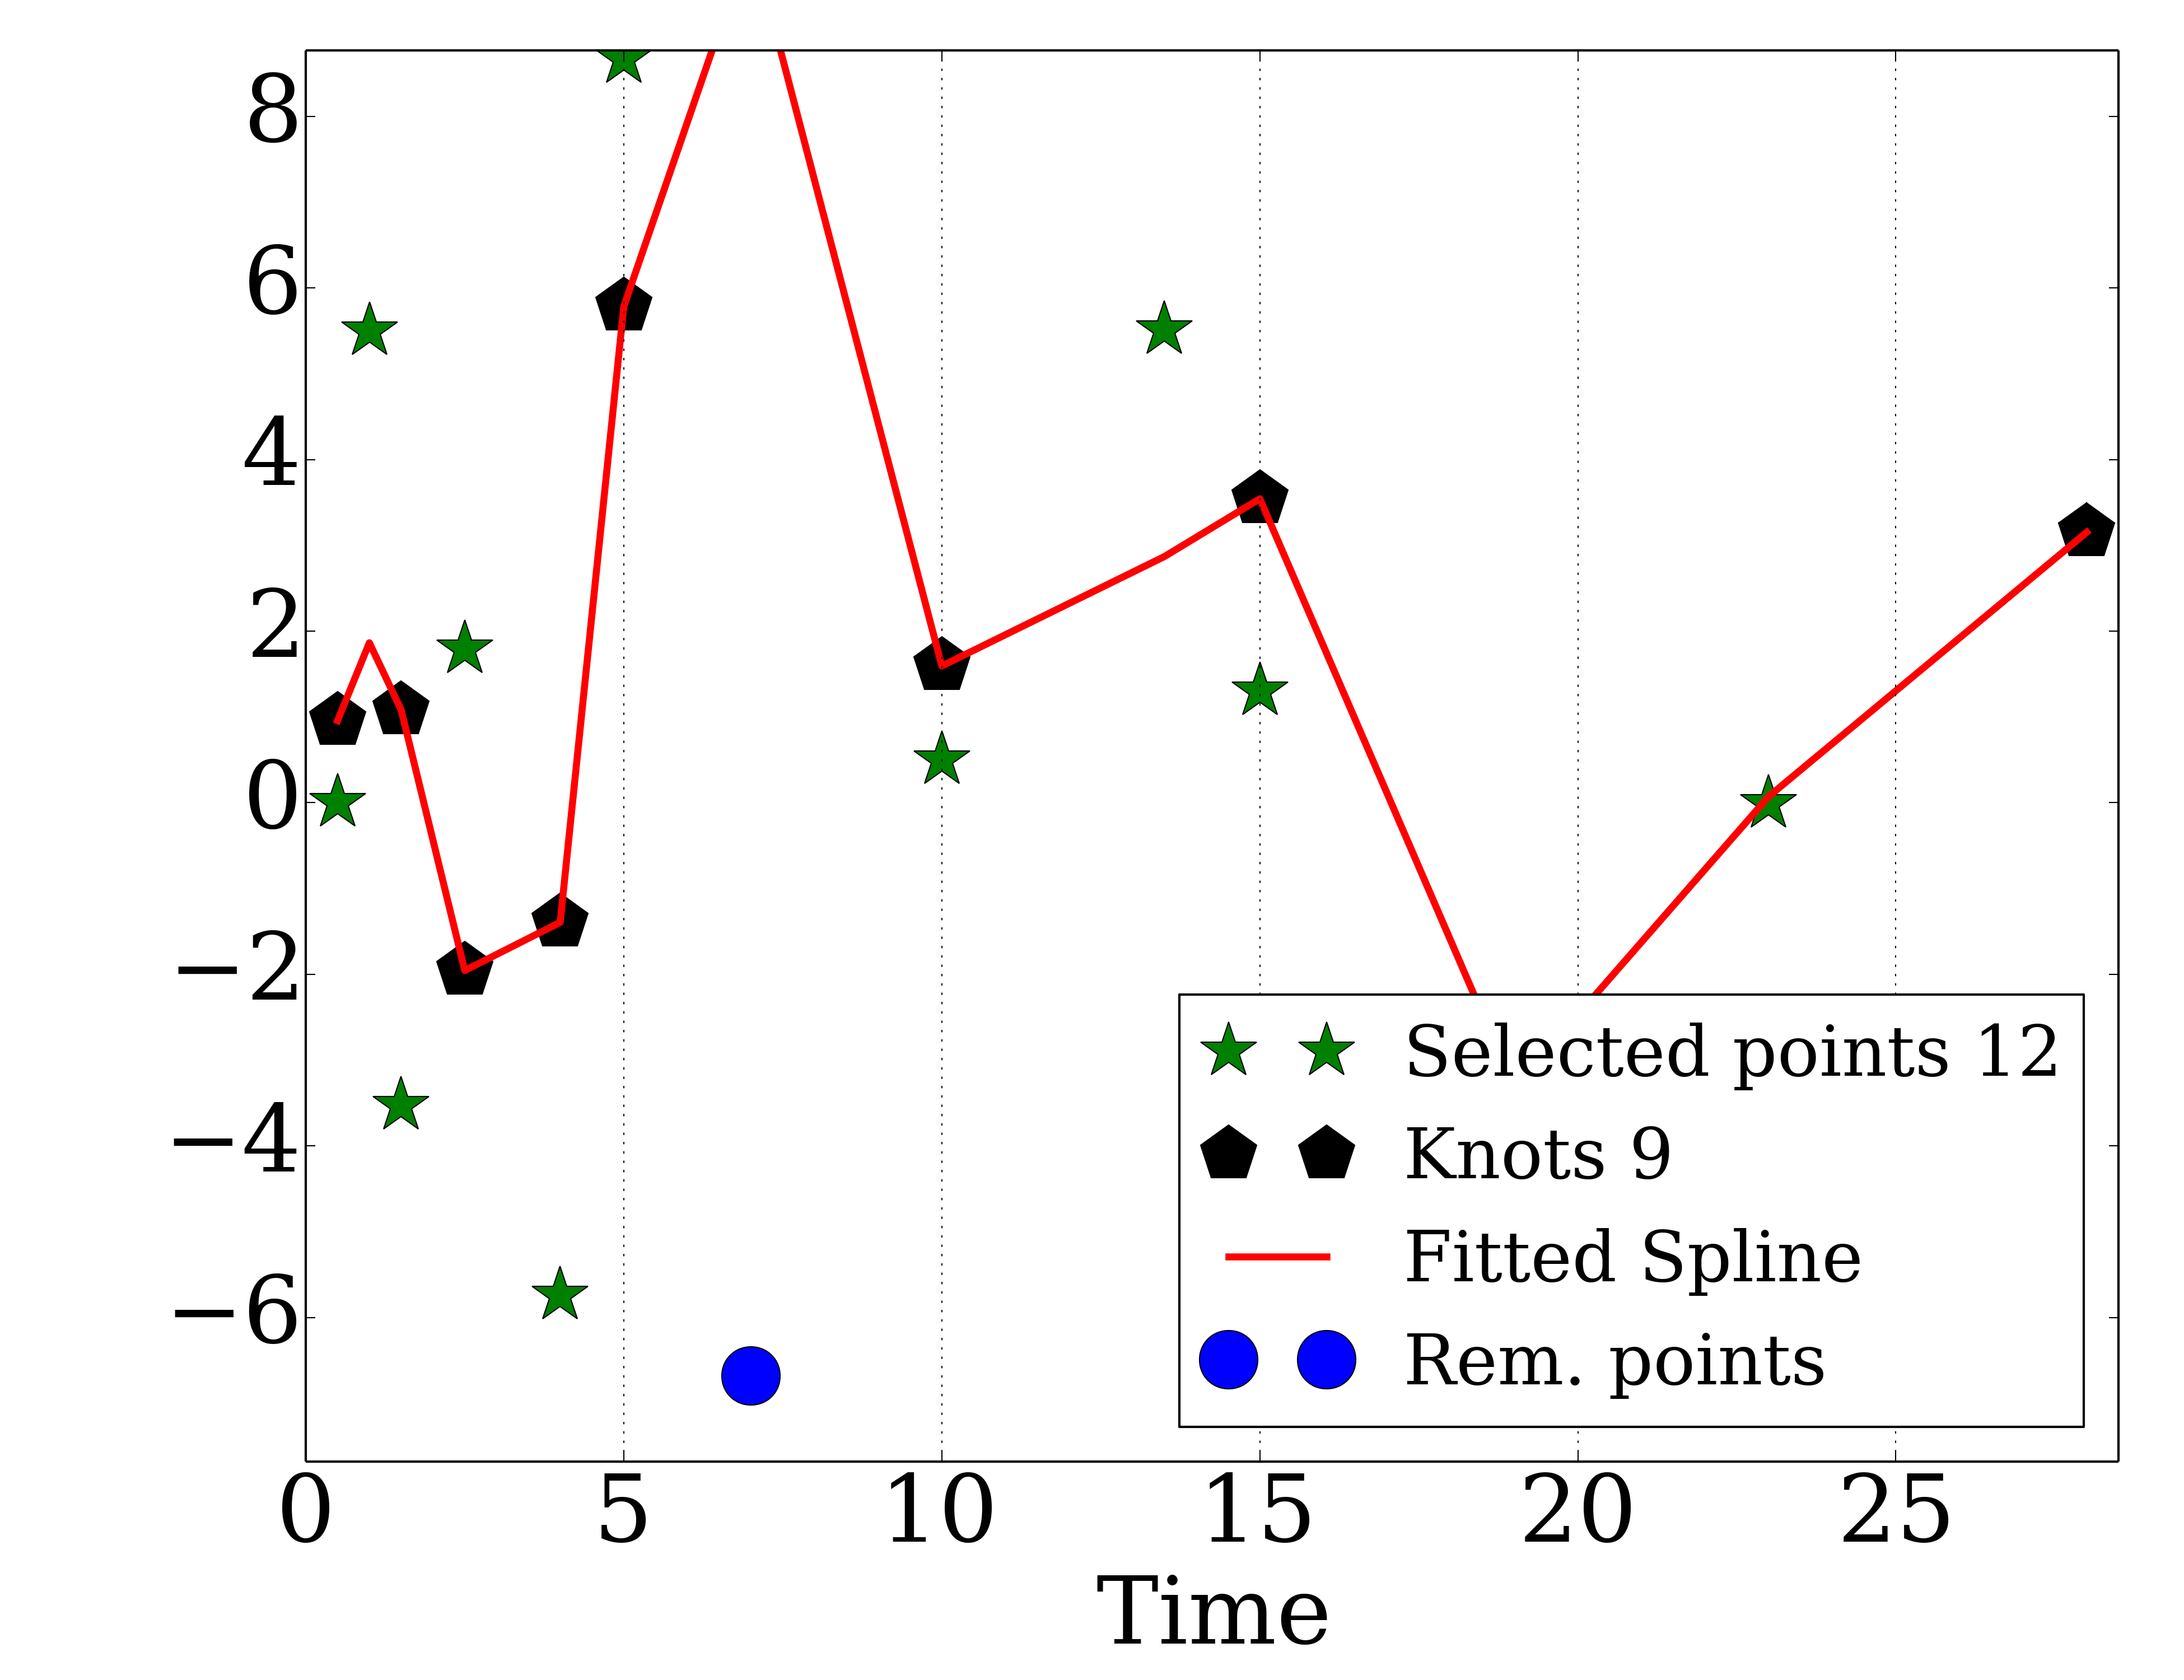 8
6
4
2
0
−2
−4
−6
Selected points 12
Knots 9
Fitted Spline
Rem. points
0 5 10 15 20 25
Time